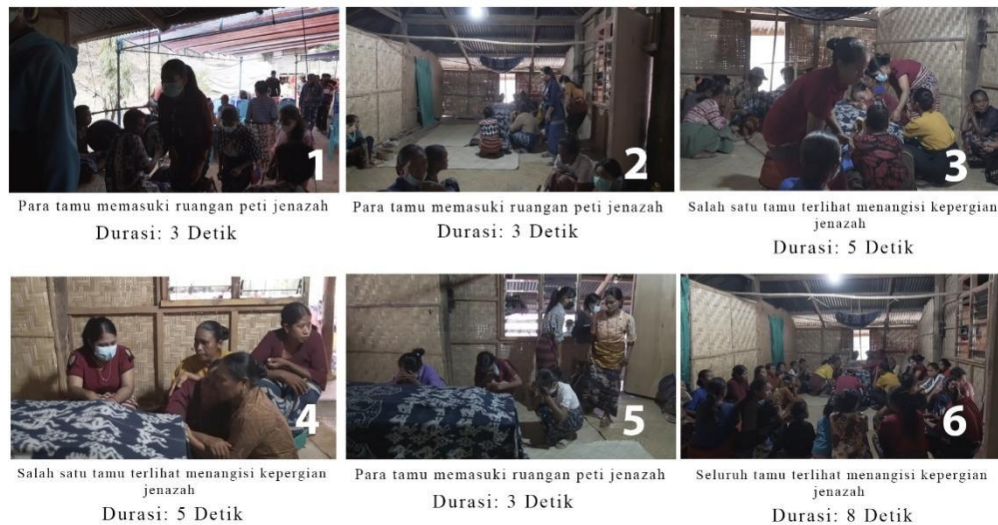 1
Para tamu memasuki ruangan peti jenazah
Durasi: 3 Detik
2
Para tamu memasuki ruangan peti jenazah
Durasi: 3 Detik
3
Salah satu tamu terlihat menangisi kepergian
jenazah
Durasi: 5 Detik
4
Salah satu tamu terlihat menangisi kepergian
jenazah
Durasi: 5 Detik
5
Para tamu memasuki ruangan peti jenazah
Durasi: 3 Detik
6
Seluruh tamu terlihat menangisi kepergian
jenazah
Durasi: 8 Detik